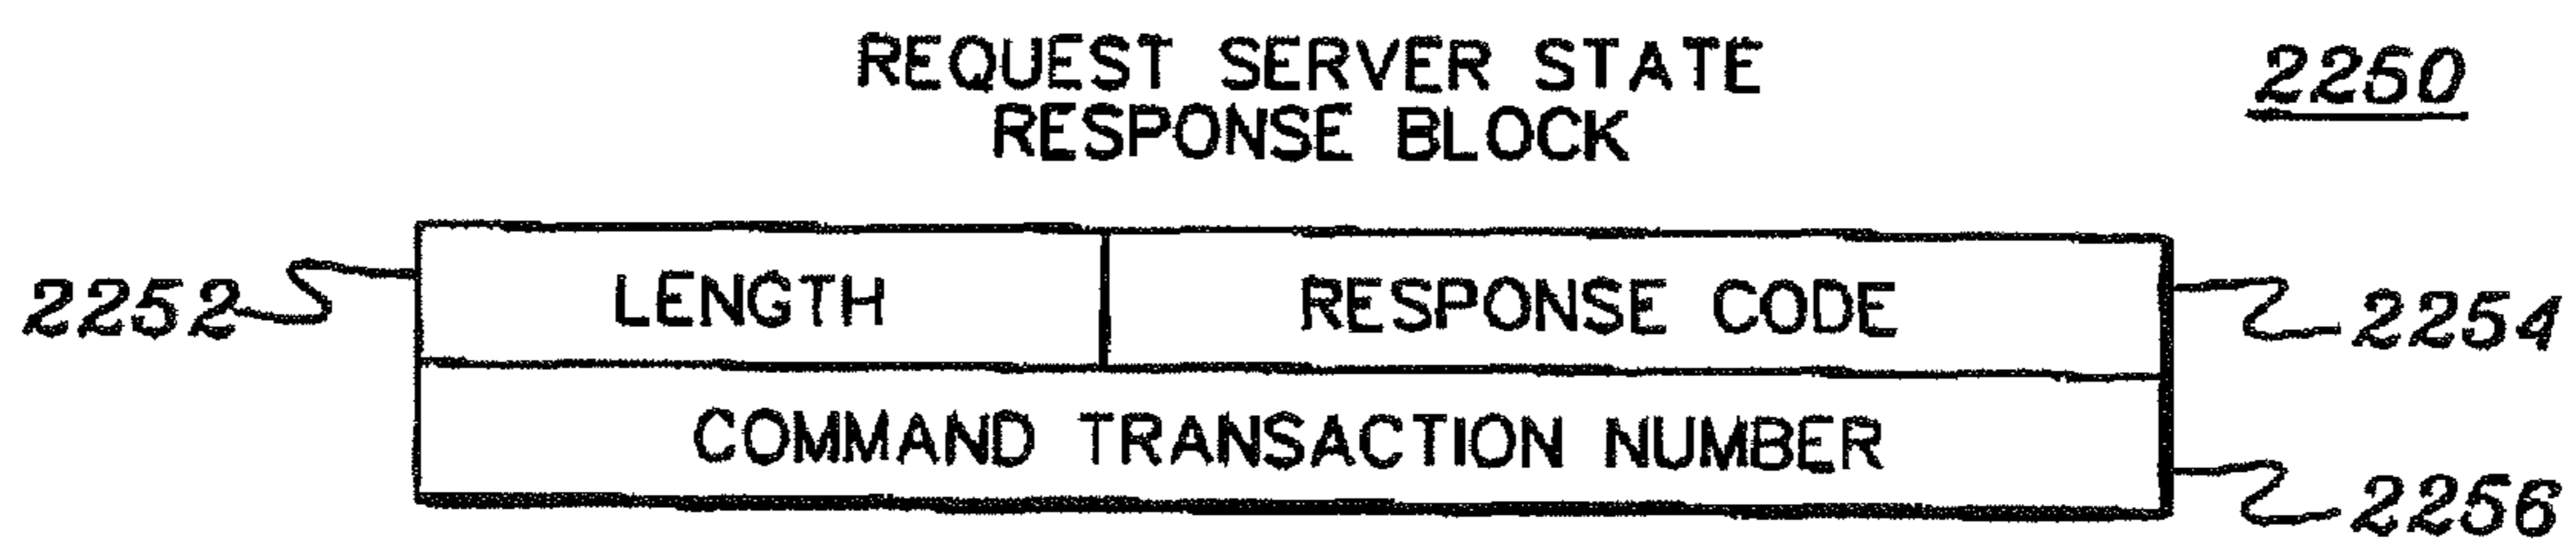 REQUEST SERVER STATE
RESPONSE BLOCK
2250
2252
LENGTH
RESPONSE CODE
2254
COMMAND TRANSACTION NUMBER
2256